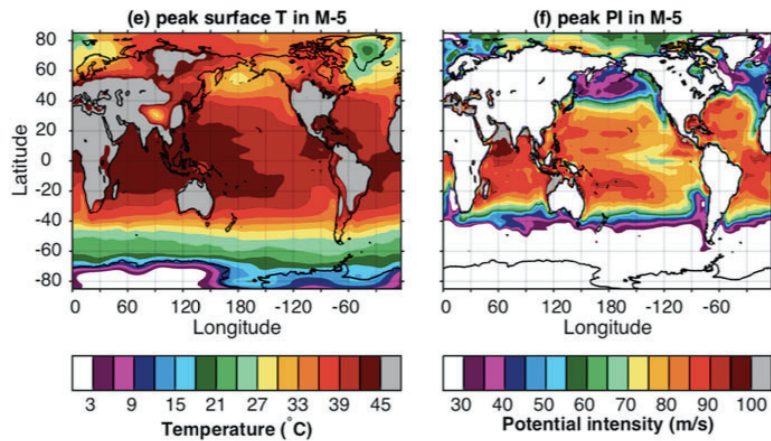 (e) peak surface T in M-5
(f) peak PI in M-5
Latitude
80
60
40
20
0
-20
-40
-60
-80
0 60 120 180 -120 -60
0 60 120 180 -120 -60
Longitude
Longitude
3 9 15 21 27 33 39 45
30 40 50 60 70 80 90 100
Temperature (°C)
Potential intensity (m/s)